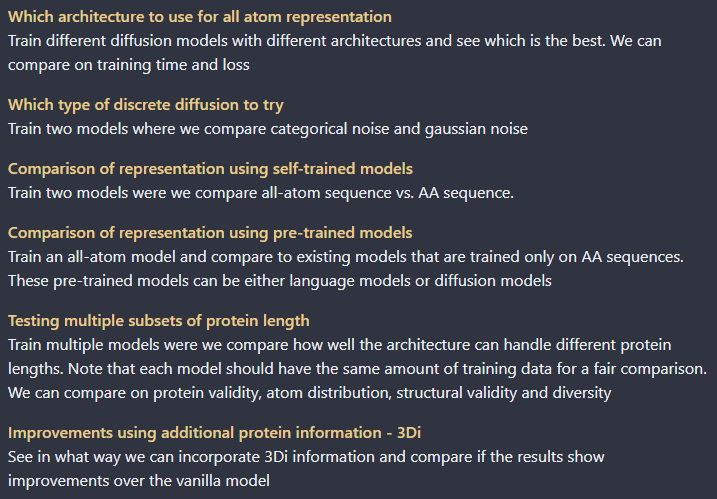 Which architecture to use for all atom representation
Train different diffusion models with different architectures and see which is the best. We can
compare on training time and loss
Which type of discrete diffusion to try
Train two models where we compare categorical noise and gaussian noise
Comparison of representation using self-trained models
Train two models were we compare all-atom sequence vs. AA sequence.
Comparison of representation using pre-trained models
Train an all-atom model and compare to existing models that are trained only on AA sequences.
These pre-trained models can be either language models or diffusion models
Testing multiple subsets of protein length
Train multiple models were we compare how well the architecture can handle different protein
lengths. Note that each model should have the same amount of training data for a fair comparison.
We can compare on protein validity, atom distribution, structural validity and diversity
Improvements using additional protein information - 3Di
See in what way we can incorporate 3Di information and compare if the results show
improvements over the vanilla model